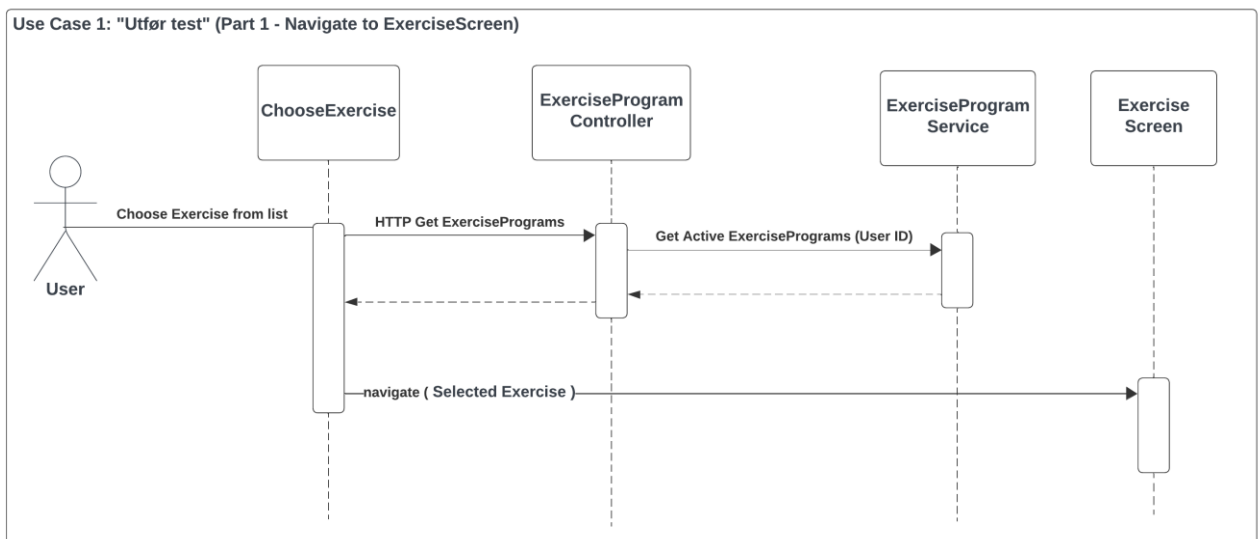 Use Case 1: "Utfør test" (Part 1 - Navigate to ExerciseScreen)
ChooseExercise
ExerciseProgram
Controller
ExerciseProgram
Service
Exercise
Screen
Choose Exercise from list
HTTP Get ExercisePrograms
Get Active ExercisePrograms (User ID)
User
navigate ( Selected Exercise )